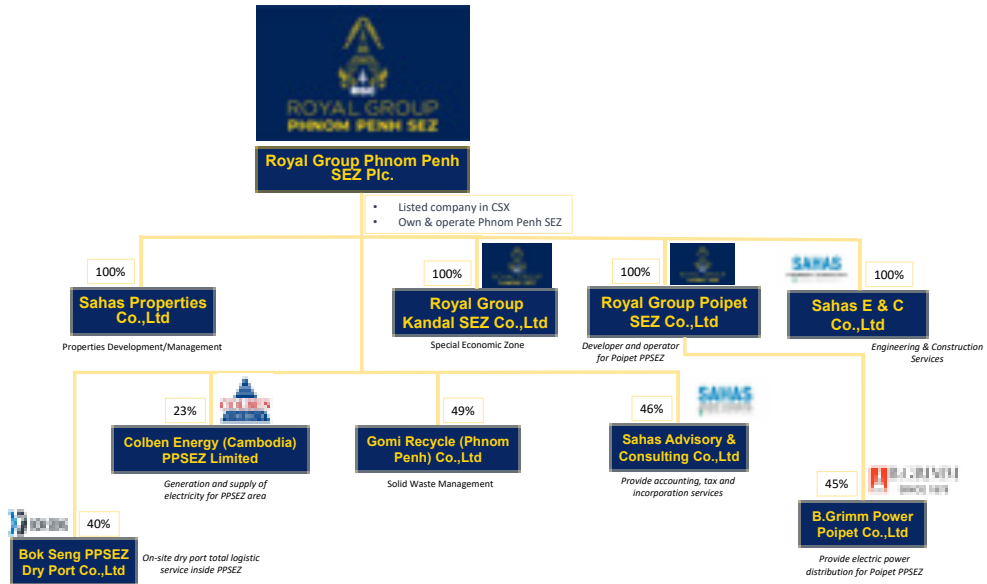 ROYAL GROUP
PHNOM PENH SEZ
Royal Group Phnom Penh
SEZ Plc.
• Listed company in CSX
• Own & operate Phnom Penh SEZ
100%
Sahas Properties
Co.,Ltd
Properties Development/Management
100%
Royal Group
Kandal SEZ Co.,Ltd
Special Economic Zone
100%
Royal Group Poipet
SEZ Co.,Ltd
Developer and operator
for Poipet PPSEZ
SAHAS
100%
Sahas E & C
Co.,Ltd
Engineering & Construction
Services
23%
COLBEN
Colben Energy (Cambodia)
PPSEZ Limited
Generation and supply of
electricity for PPSEZ area
49%
Gomi Recycle (Phnom
Penh) Co.,Ltd
Solid Waste Management
46%
SAHAS
Sahas Advisory &
Consulting Co.,Ltd
Provide accounting, tax and
incorporation services
45%
B.Grimm Power
Poipet Co.,Ltd
Provide electric power
distribution for Poipet PPSEZ
40%
Bok Seng PPSEZ
Dry Port Co.,Ltd
On-site dry port total logistic
service inside PPSEZ